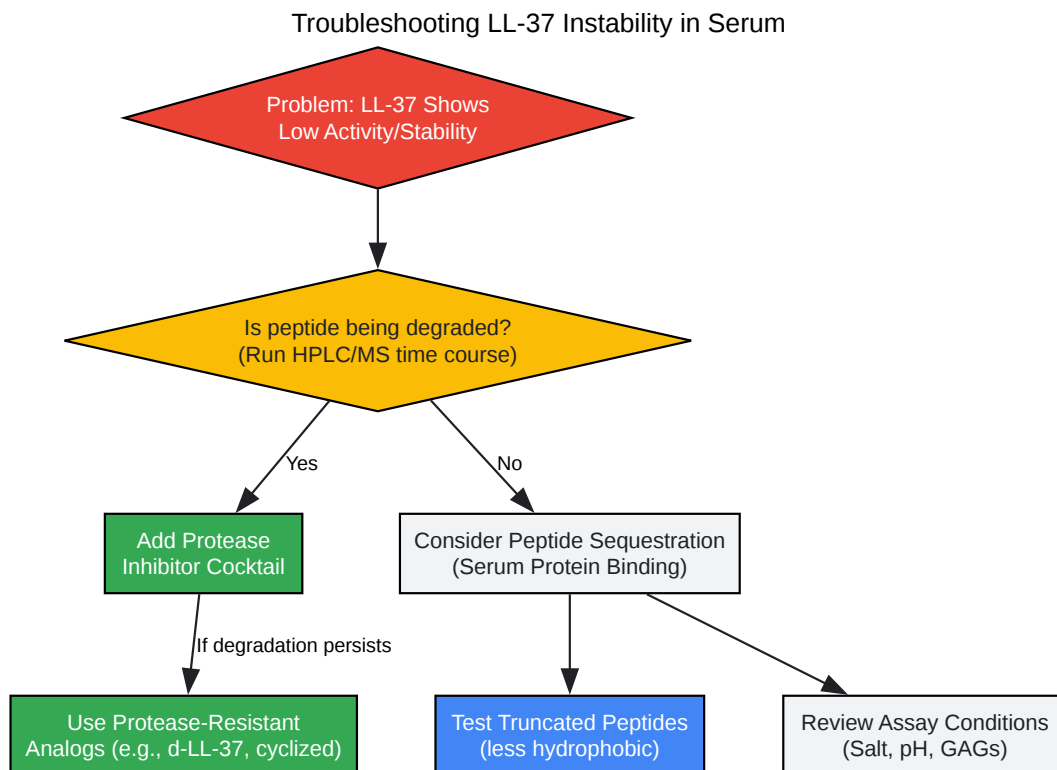 Troubleshooting LL-37 Instability in Serum
Problem: LL-37 Shows
Low Activity/Stability
Is peptide being degraded?
(Run HPLC/MS time course)
Yes
No
Add Protease
Inhibitor Cocktail
Consider Peptide Sequestration
(Serum Protein Binding)
If degradation persists
Use Protease-Resistant
Analogs (e.g., d-LL-37, cyclized)
Test Truncated Peptides
(less hydrophobic)
Review Assay Conditions
(Salt, pH, GAGs)